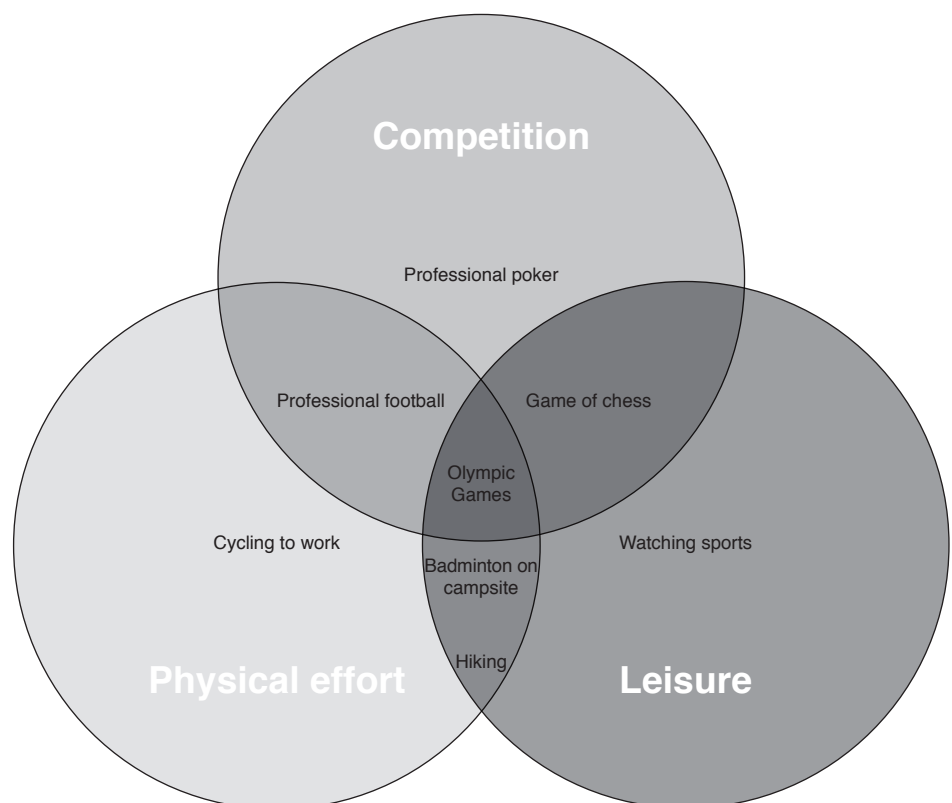 Competition
Professional poker
Professional football
Game of chess
Olympic
Games
Cycling to work
Watching sports
Badminton on
campsite
Hiking
Physical effort
Leisure